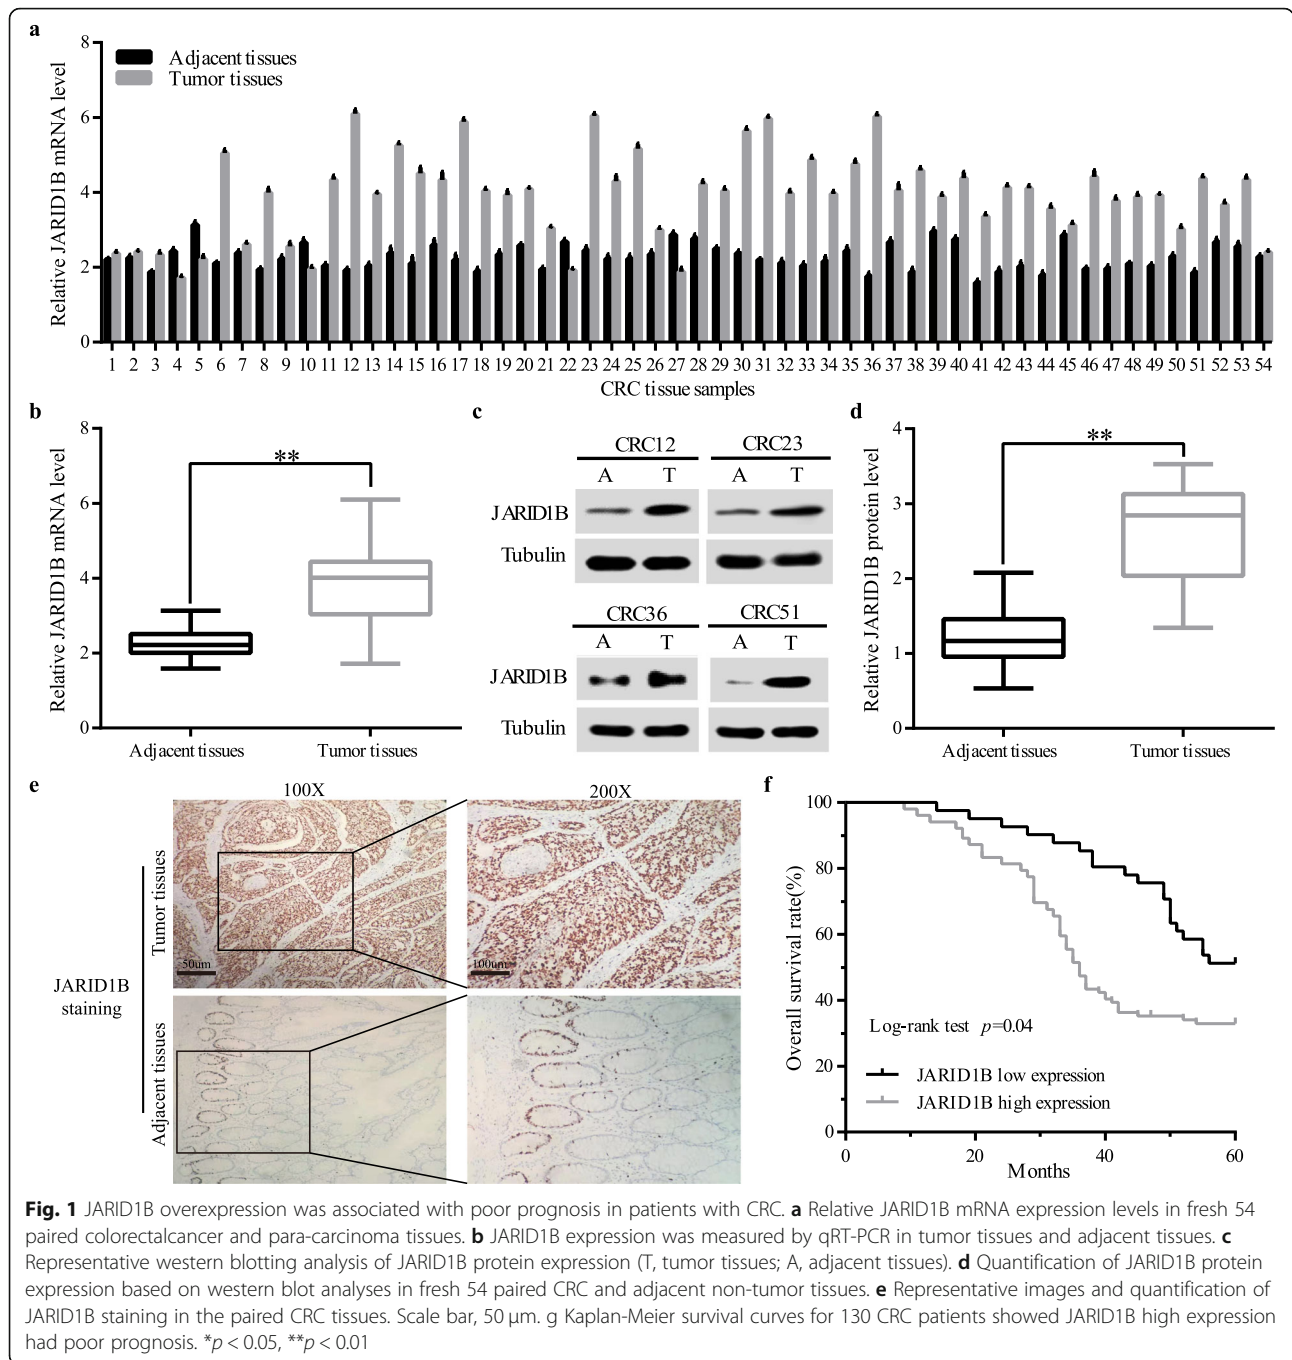 a
8
6
4
2
0
Relative JARID1B mRNA level
Adjacent tissues
Tumor tissues
1 2 3 4 5 6 7 8 9 10 11 12 13 14 15 16 17 18 19 20 21 22 23 24 25 26 27 28 29 30 31 32 33 34 35 36 37 38 39 40 41 42 43 44 45 46 47 48 49 50 51 52 53 54
CRC tissue samples
b
8
6
4
2
0
Relative JARID1B mRNA level
**
Adjacent tissues Tumor tissues
c
CRC12 CRC23
A T A T
JARID1B
Tubulin
CRC36 CRC51
A T A T
JARID1B
Tubulin
d
4
3
2
1
0
Relative JARID1B protein level
**
Adjacent tissues Tumor tissues
e
100X 200X
JARID1B
staining
Tumor tissues
Adjacent tissues
50um
100um
f
100
80
60
40
20
0
Overall survival rate(%)
Log-rank test p=0.04
JARID1B low expression
JARID1B high expression
0 20 40 60
Months
Fig. 1 JARID1B overexpression was associated with poor prognosis in patients with CRC. a Relative JARID1B mRNA expression levels in fresh 54
paired colorectalcancer and para-carcinoma tissues. b JARID1B expression was measured by qRT-PCR in tumor tissues and adjacent tissues. c
Representative western blotting analysis of JARID1B protein expression (T, tumor tissues; A, adjacent tissues). d Quantification of JARID1B protein
expression based on western blot analyses in fresh 54 paired CRC and adjacent non-tumor tissues. e Representative images and quantification of
JARID1B staining in the paired CRC tissues. Scale bar, 50 μm. g Kaplan-Meier survival curves for 130 CRC patients showed JARID1B high expression
had poor prognosis. *p < 0.05, **p < 0.01